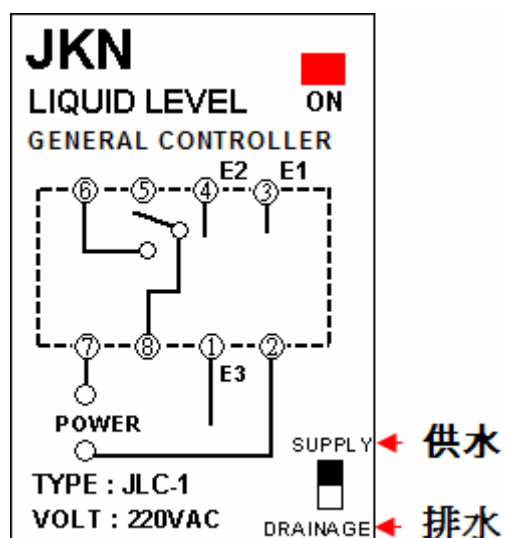 JKN
ON
LIQUID LEVEL
GENERAL CONTROLLER
E2 E1
⑥ ⑤ ④ ③
⑦ ⑧ ① ②
E3
POWER
SUPPLY 供水
TYPE : JLC-1
VOLT : 220VAC
DRAINAGE 排水